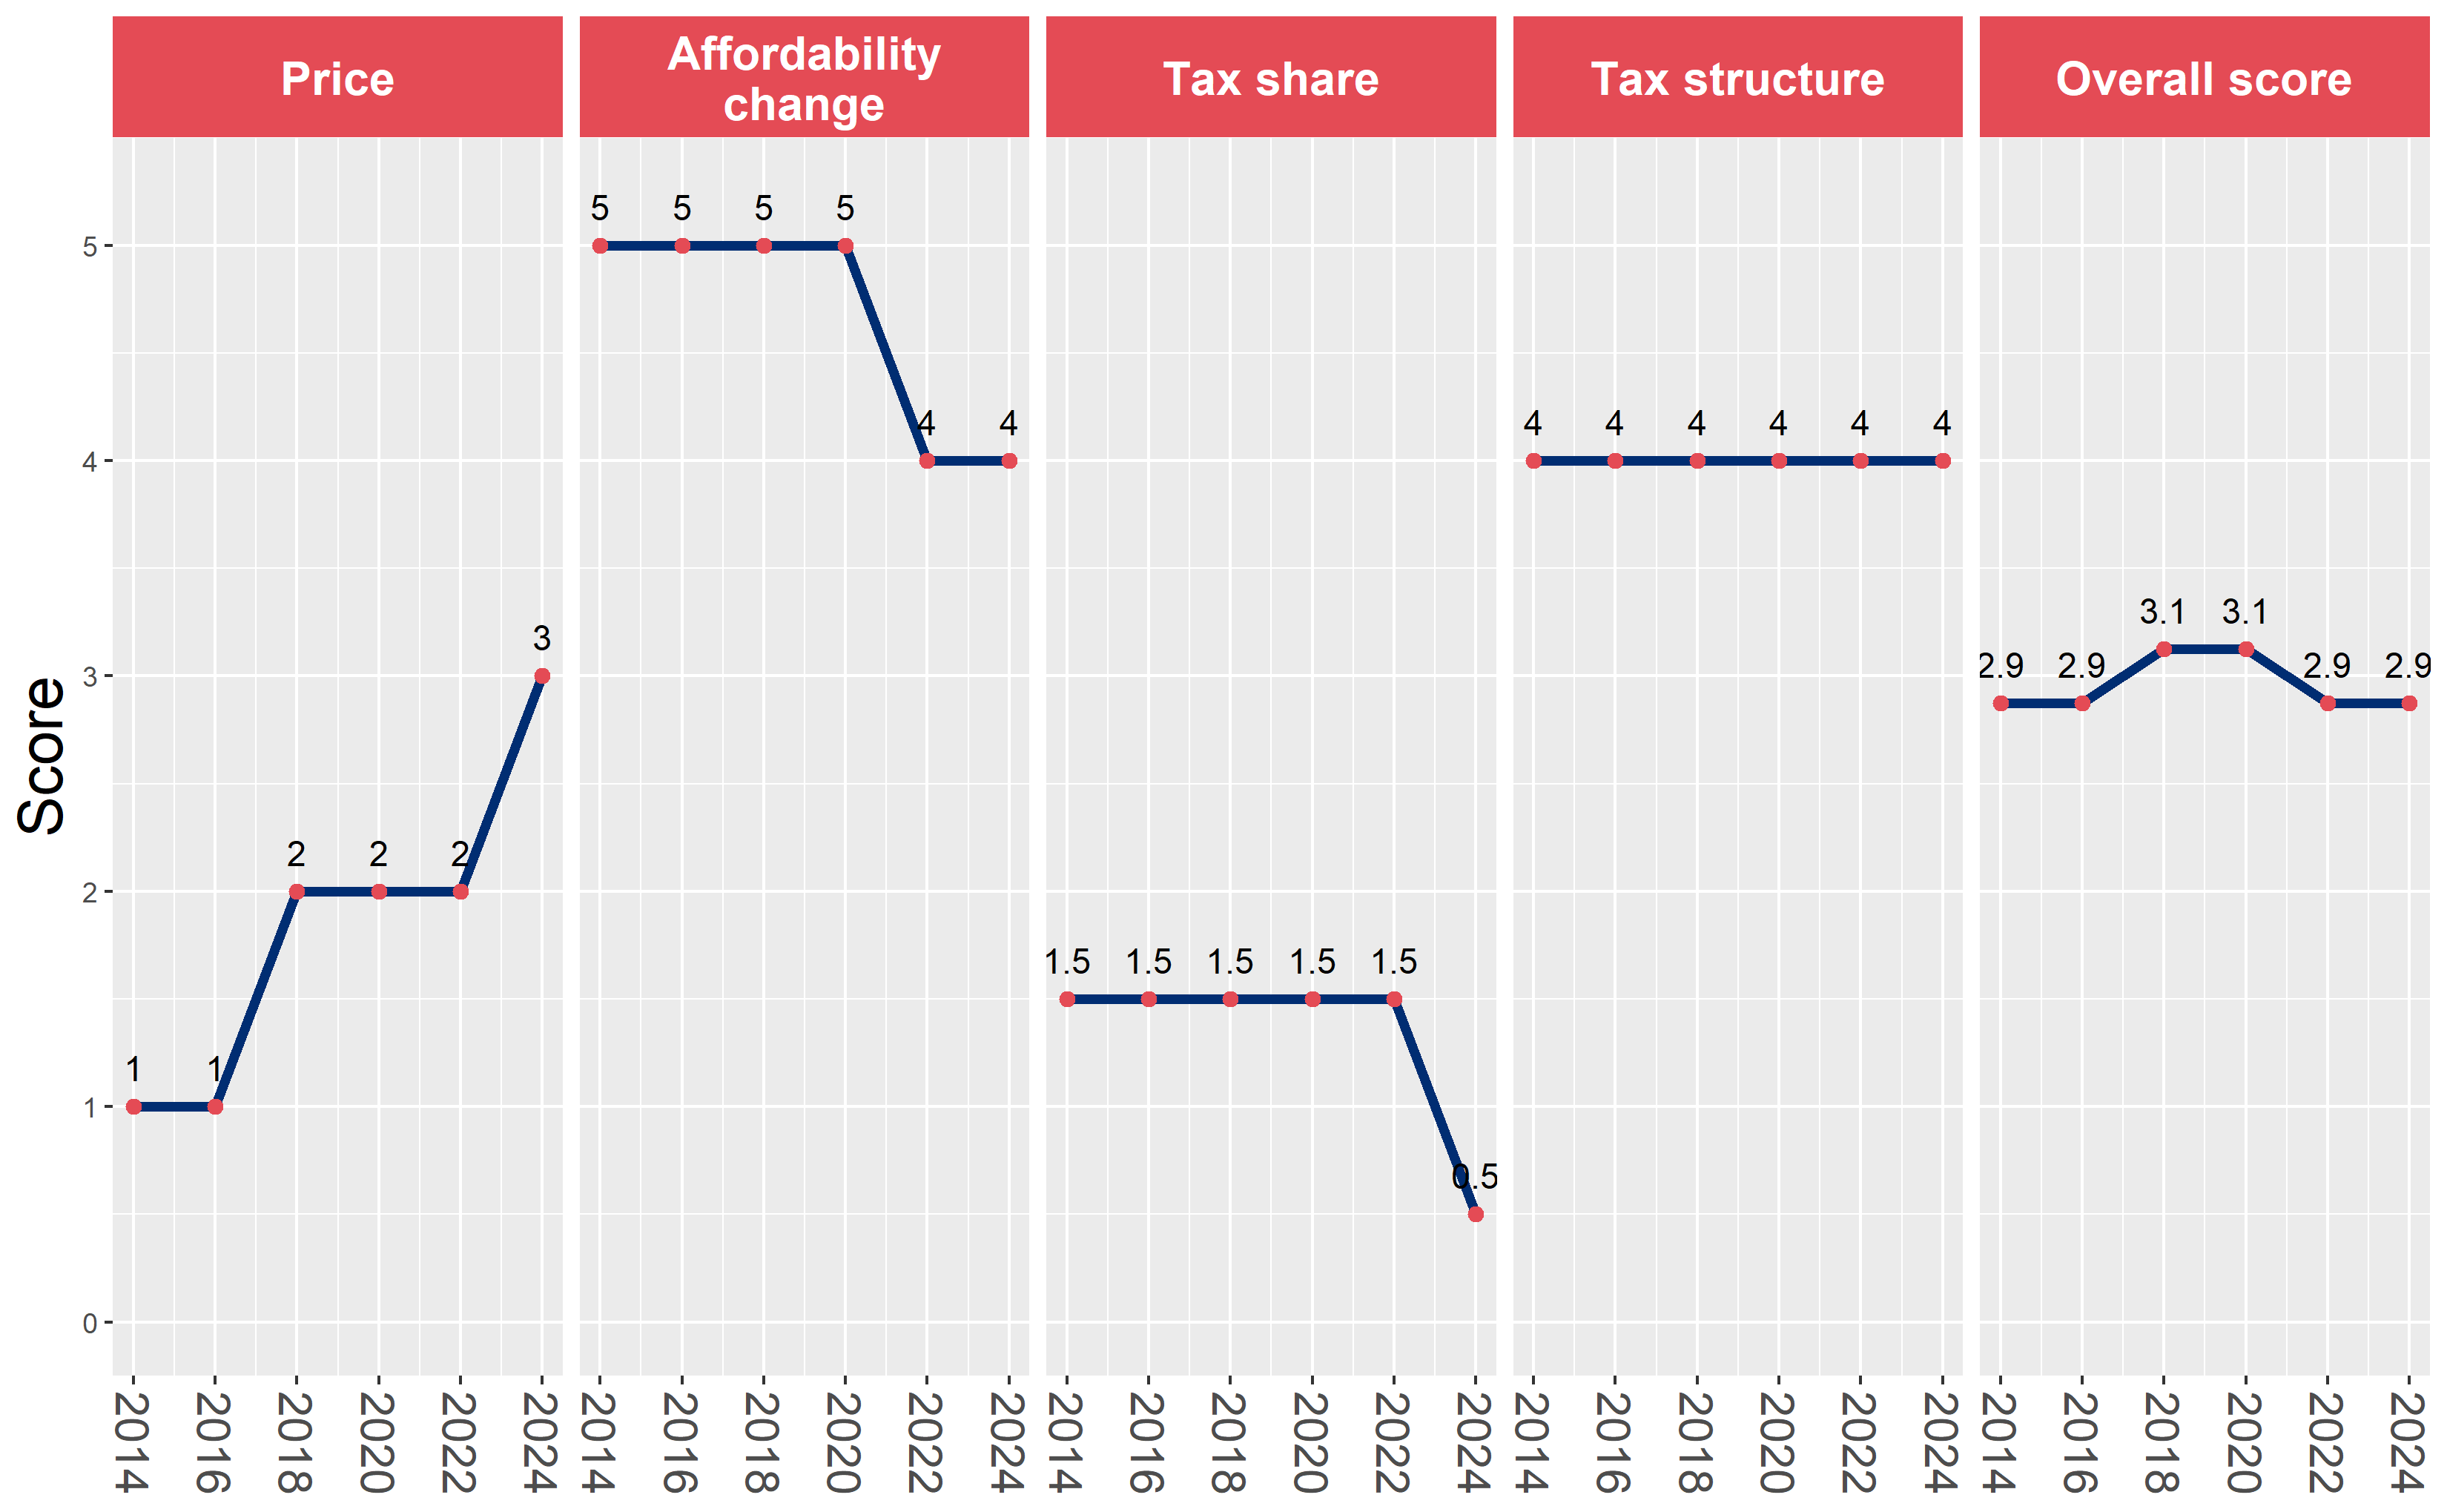 Price
Affordability
change
Tax share
Tax structure
Overall score
Score
5
4
3
2
1
0
1 1 2 2 2 3
5 5 5 5 4 4
1.5 1.5 1.5 1.5 1.5 0.5
4 4 4 4 4 4
2.9 2.9 3.1 3.1 2.9 2.9
2014 2016 2018 2020 2022 2024
2014 2016 2018 2020 2022 2024
2014 2016 2018 2020 2022 2024
2014 2016 2018 2020 2022 2024
2014 2016 2018 2020 2022 2024